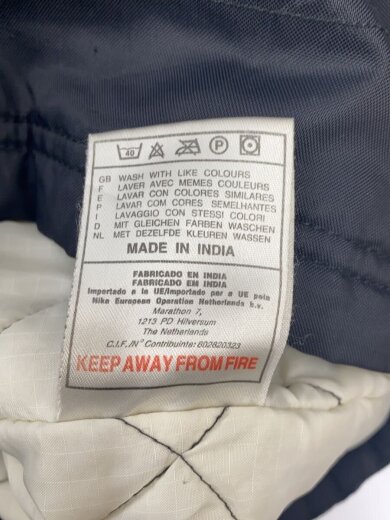 40 P
GB WASH WITH LIKE COLOURS
F LAVER AVEC MEMES COULEURS
E LAVAR CON COLORES SIMILARES
P LAVAR COM CORES SEMELHANTES
I LAVAGGIO CON STESSI COLORI
D MIT GLEICHEN FARBEN WASCHEN
NL MET DEZELFDE KLEUREN WASSEN
MADE IN INDIA
FABRICADO EN INDIA
FABRICADO EM INDIA
Importado a la UE/Importado por a UE pela
Nike European Operation Netherlands b.v.
Marathon 7,
1213 PD Hilversum
The Netherlands
C.I.F./Nº Contribuinte: 602620323
KEEP AWAY FROM FIRE